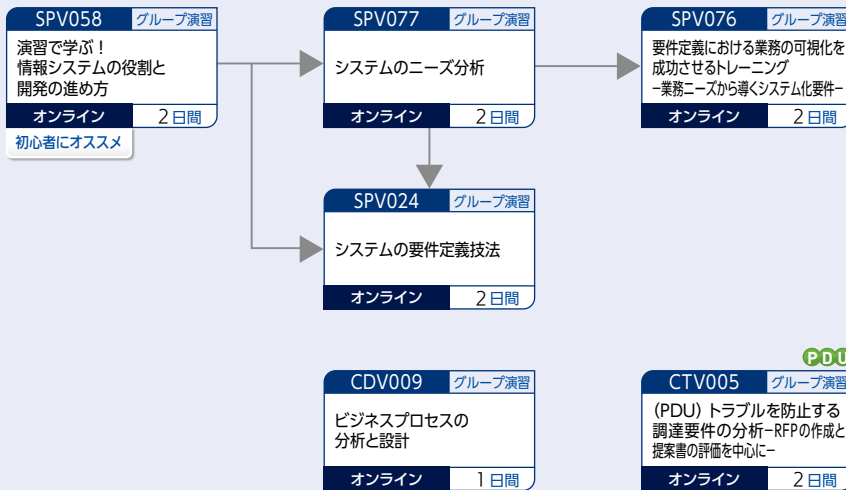 SPV058 グループ演習
演習で学ぶ！
情報システムの役割と
開発の進め方
オンライン 2日間
初心者にオススメ
SPV077 グループ演習
システムのニーズ分析
オンライン 2日間
SPV076 グループ演習
要件定義における業務の可視化を
成功させるトレーニング
−業務ニーズから導くシステム化要件−
オンライン 2日間
SPV024 グループ演習
システムの要件定義技法
オンライン 2日間
CDV009 グループ演習
ビジネスプロセスの
分析と設計
オンライン 1日間
PDU
CTV005 グループ演習
（PDU）トラブルを防止する
調達要件の分析−RFPの作成と
提案書の評価を中心に−
オンライン 2日間